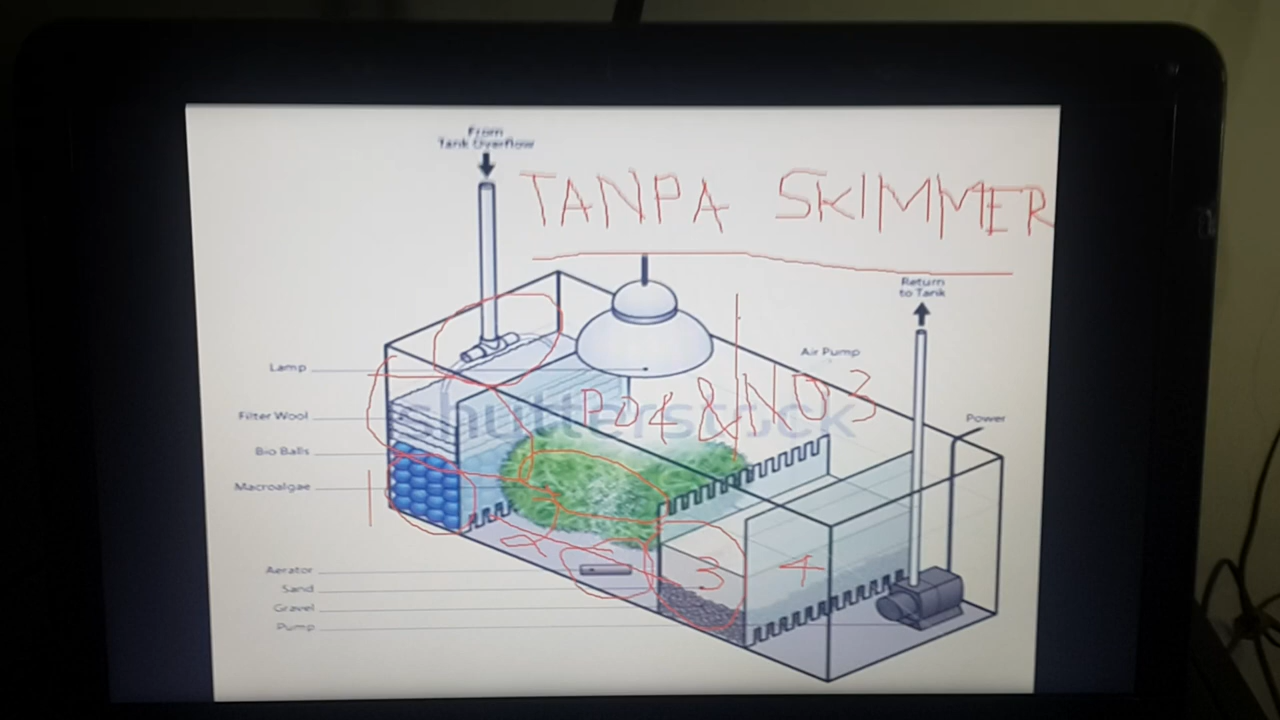 From
Tank Overflow
TANPA SKIMMER
Return
to Tank
Air Pump
Lamp
PO4 & NO3
shutterstock
Filter Wool
Power
Bio Balls
Macroalgae
1
2
3
4
Aerator
Sand
Gravel
Pump